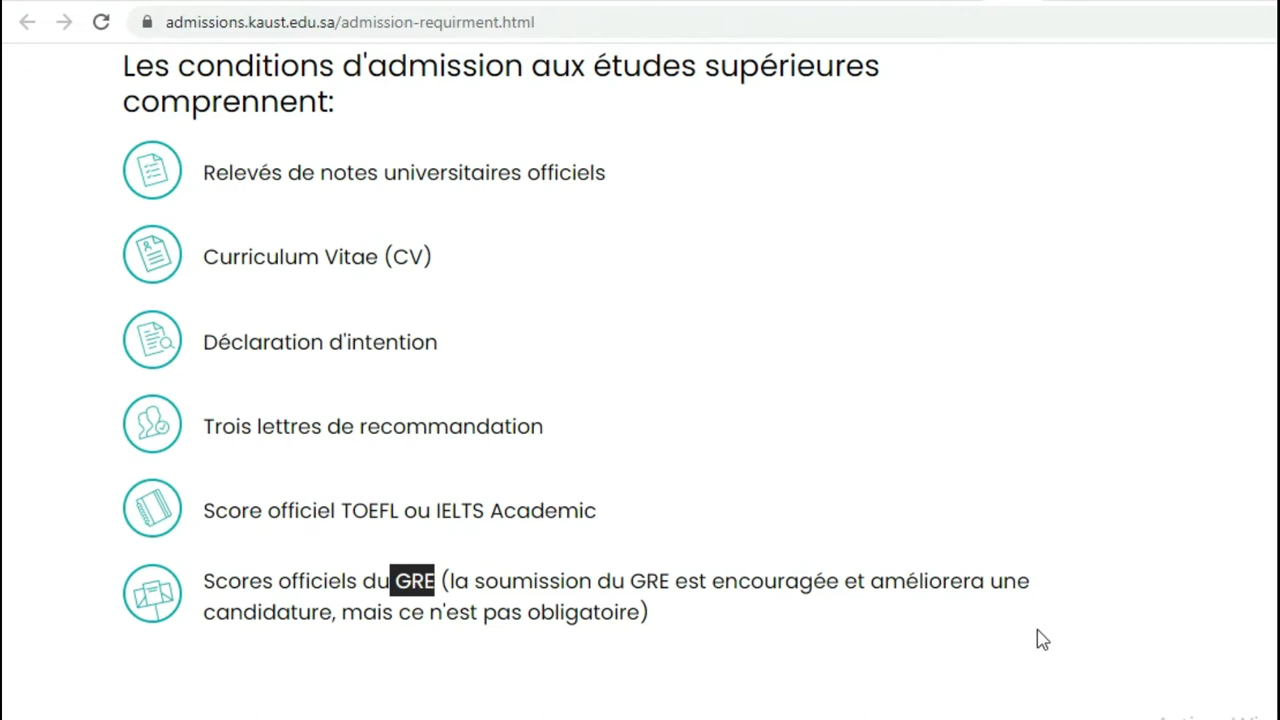 admissions.kaust.edu.sa/admission-requirment.html
Les conditions d'admission aux études supérieures
comprennent:
Relevés de notes universitaires officiels
Curriculum Vitae (CV)
Déclaration d'intention
Trois lettres de recommandation
Score officiel TOEFL ou IELTS Academic
Scores officiels du GRE (la soumission du GRE est encouragée et améliorera une
candidature, mais ce n'est pas obligatoire)